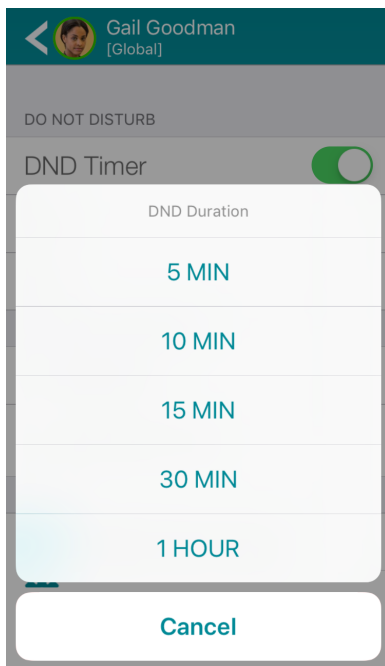 Gail Goodman
[Global]
DO NOT DISTURB
DND Timer
DND Duration
5 MIN
10 MIN
15 MIN
30 MIN
1 HOUR
Cancel